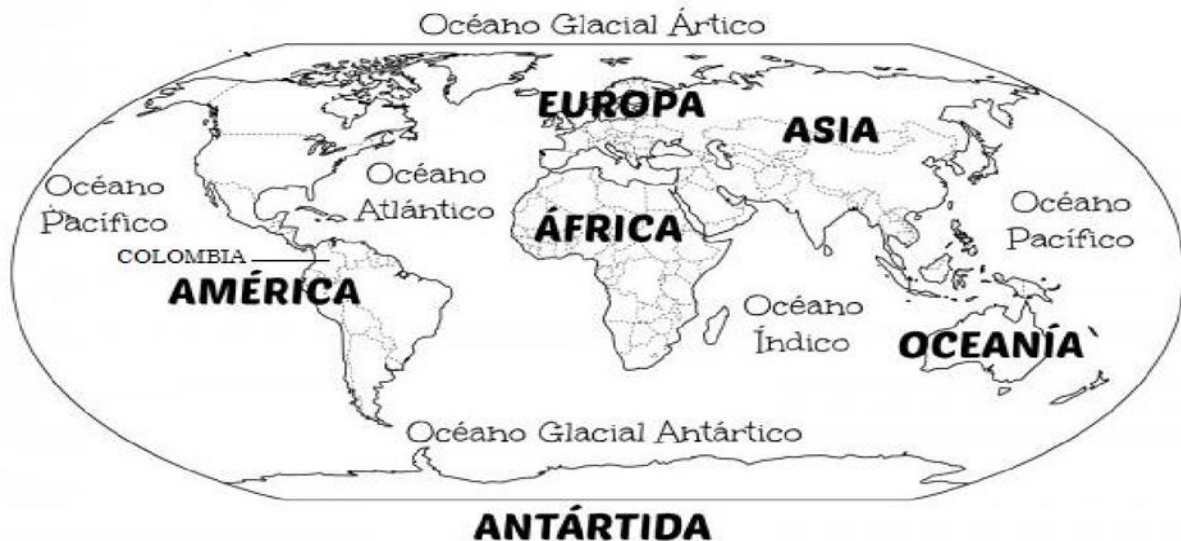 Océano Glacial Ártico
EUROPA
ASIA
Océano
Pacífico
Océano
Atlántico
ÁFRICA
Océano
Pacífico
COLOMBIA
AMÉRICA
Océano
Índico
OCEANÍA`
Océano Glacial Antártico
ANTÁRTIDA